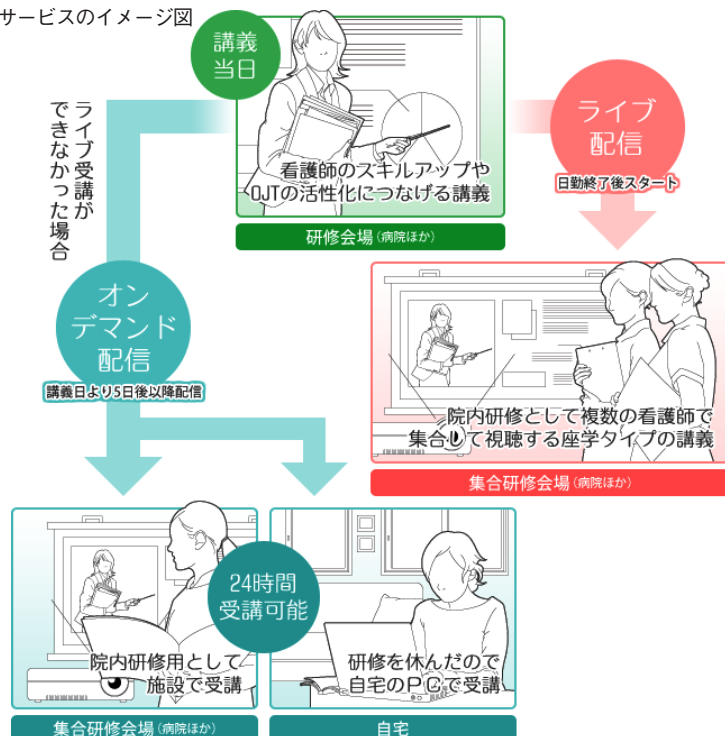 サービスのイメージ図
講義
当日
看護師のスキルアップや
OJTの活性化につなげる講義
研修会場(病院ほか)
ライブ
配信
日勤終了後スタート
院内研修として複数の看護師で
集合して視聴する座学タイプの講義
集合研修会場(病院ほか)
ライブ受講が
できなかった場合
オン
デマンド
配信
講義日より5日後以降配信
24時間
受講可能
院内研修用として
施設で受講
集合研修会場(病院ほか)
研修を休んだので
自宅のPCで受講
自宅